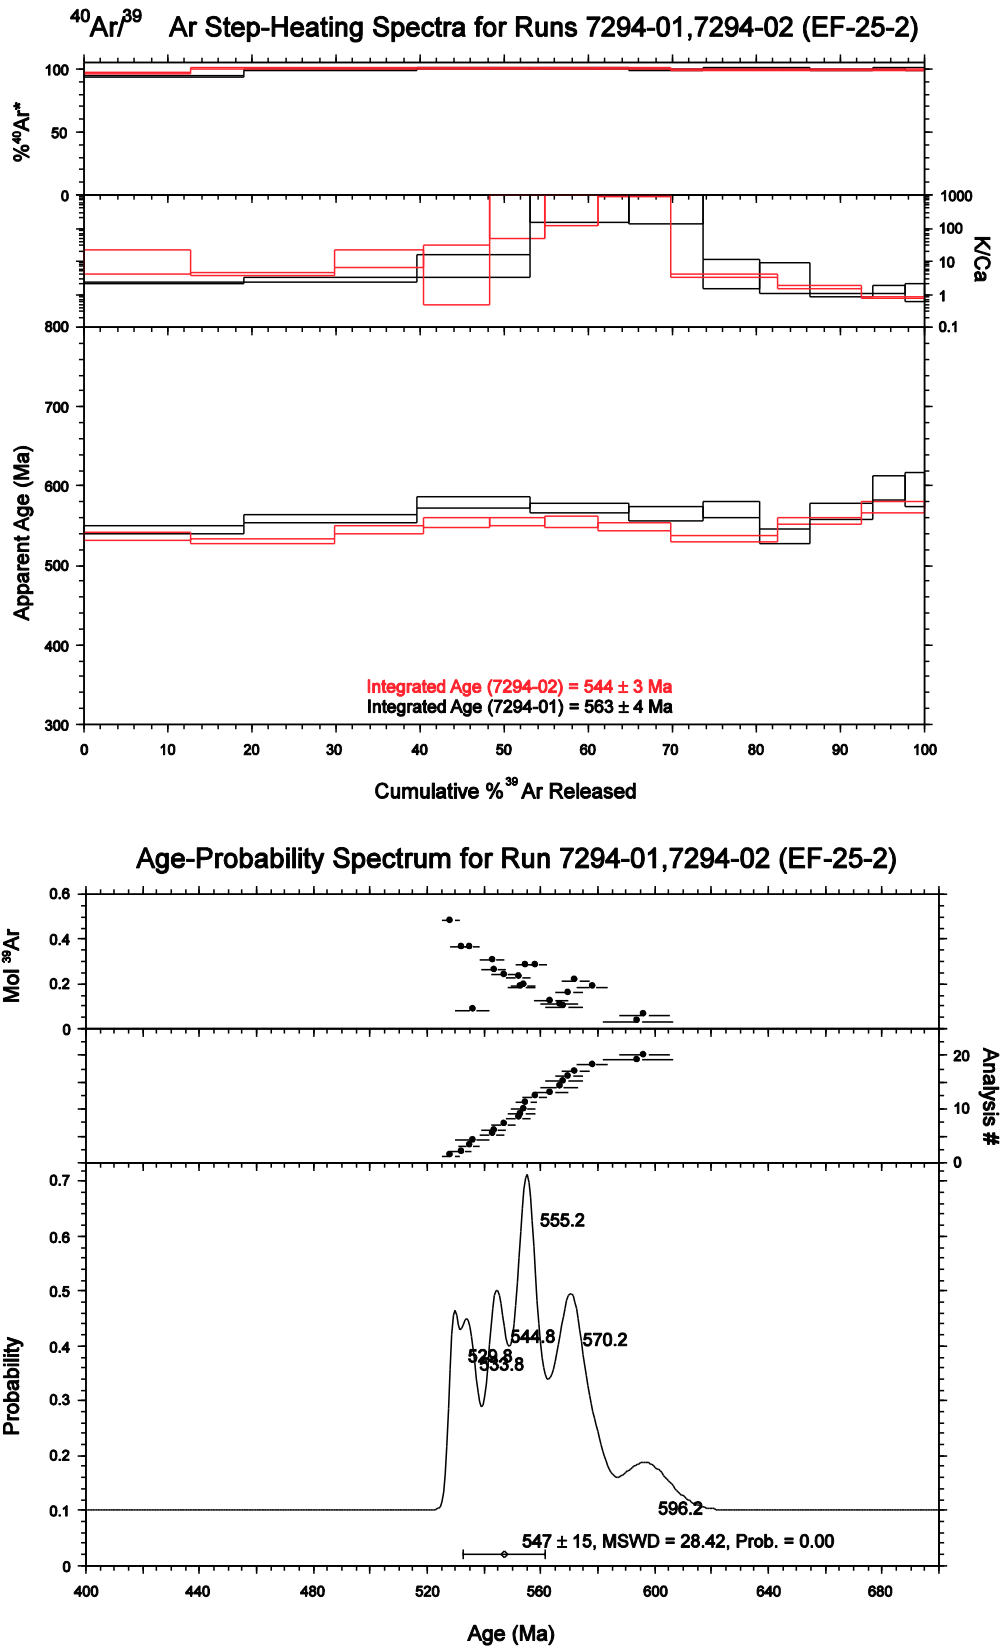 40Ar/39 Ar Step-Heating Spectra for Runs 7294-01,7294-02 (EF-25-2)
%40Ar*
100
50
0
1000
100
10
1
0.1
K/Ca
Apparent Age (Ma)
800
700
600
500
400
300
Integrated Age (7294-02) = 544 ± 3 Ma
Integrated Age (7294-01) = 563 ± 4 Ma
0 10 20 30 40 50 60 70 80 90 100
Cumulative %39 Ar Released
Age-Probability Spectrum for Run 7294-01,7294-02 (EF-25-2)
Mol 39Ar
0.6
0.4
0.2
0
20
10
0
Analysis #
Probability
0.7
0.6
0.5
0.4
0.3
0.2
0.1
0
555.2
544.8
570.2
529.8
533.8
596.2
547 ± 15, MSWD = 28.42, Prob. = 0.00
400 440 480 520 560 600 640 680
Age (Ma)